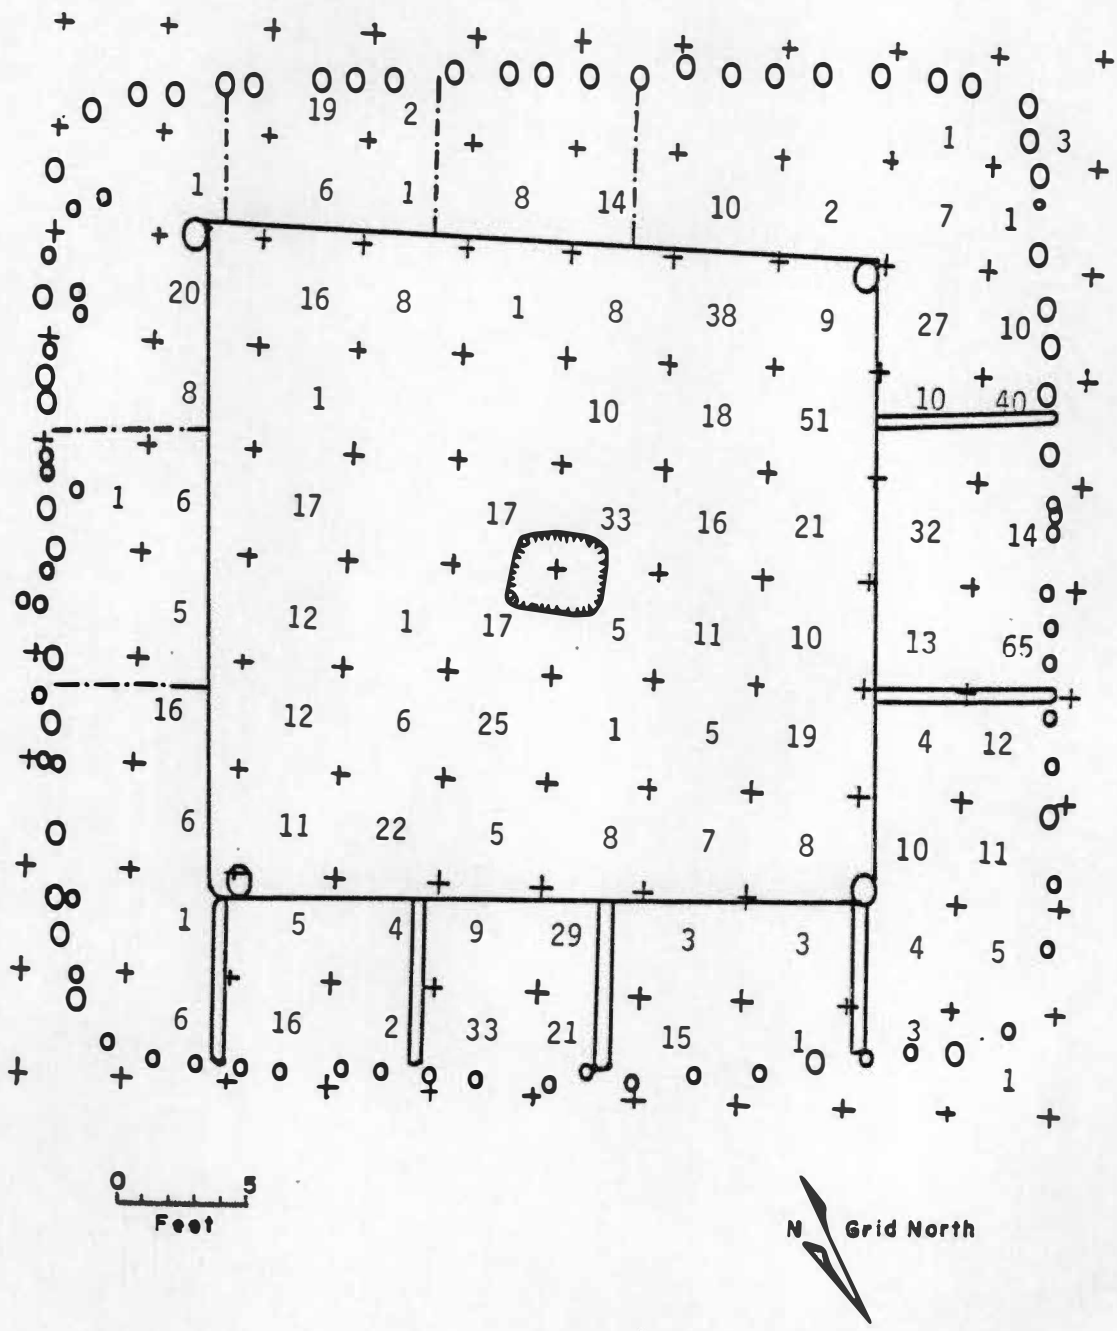 19 2
1 3
1 6 1 8 14 10 2 7 1
20 16 8 1 8 38 9 27 10
8 1 10 18 51 10 40
1 6 17 17 33 16 21 32 14
5 12 1 17 5 11 10 13 65
16 12 6 25 1 5 19 4 12
6 11 22 5 8 7 8 10 11
1 5 4 9 29 3 3 4 5
6 16 2 33 21 15 1 3
1
0 5
Feet
N Grid North